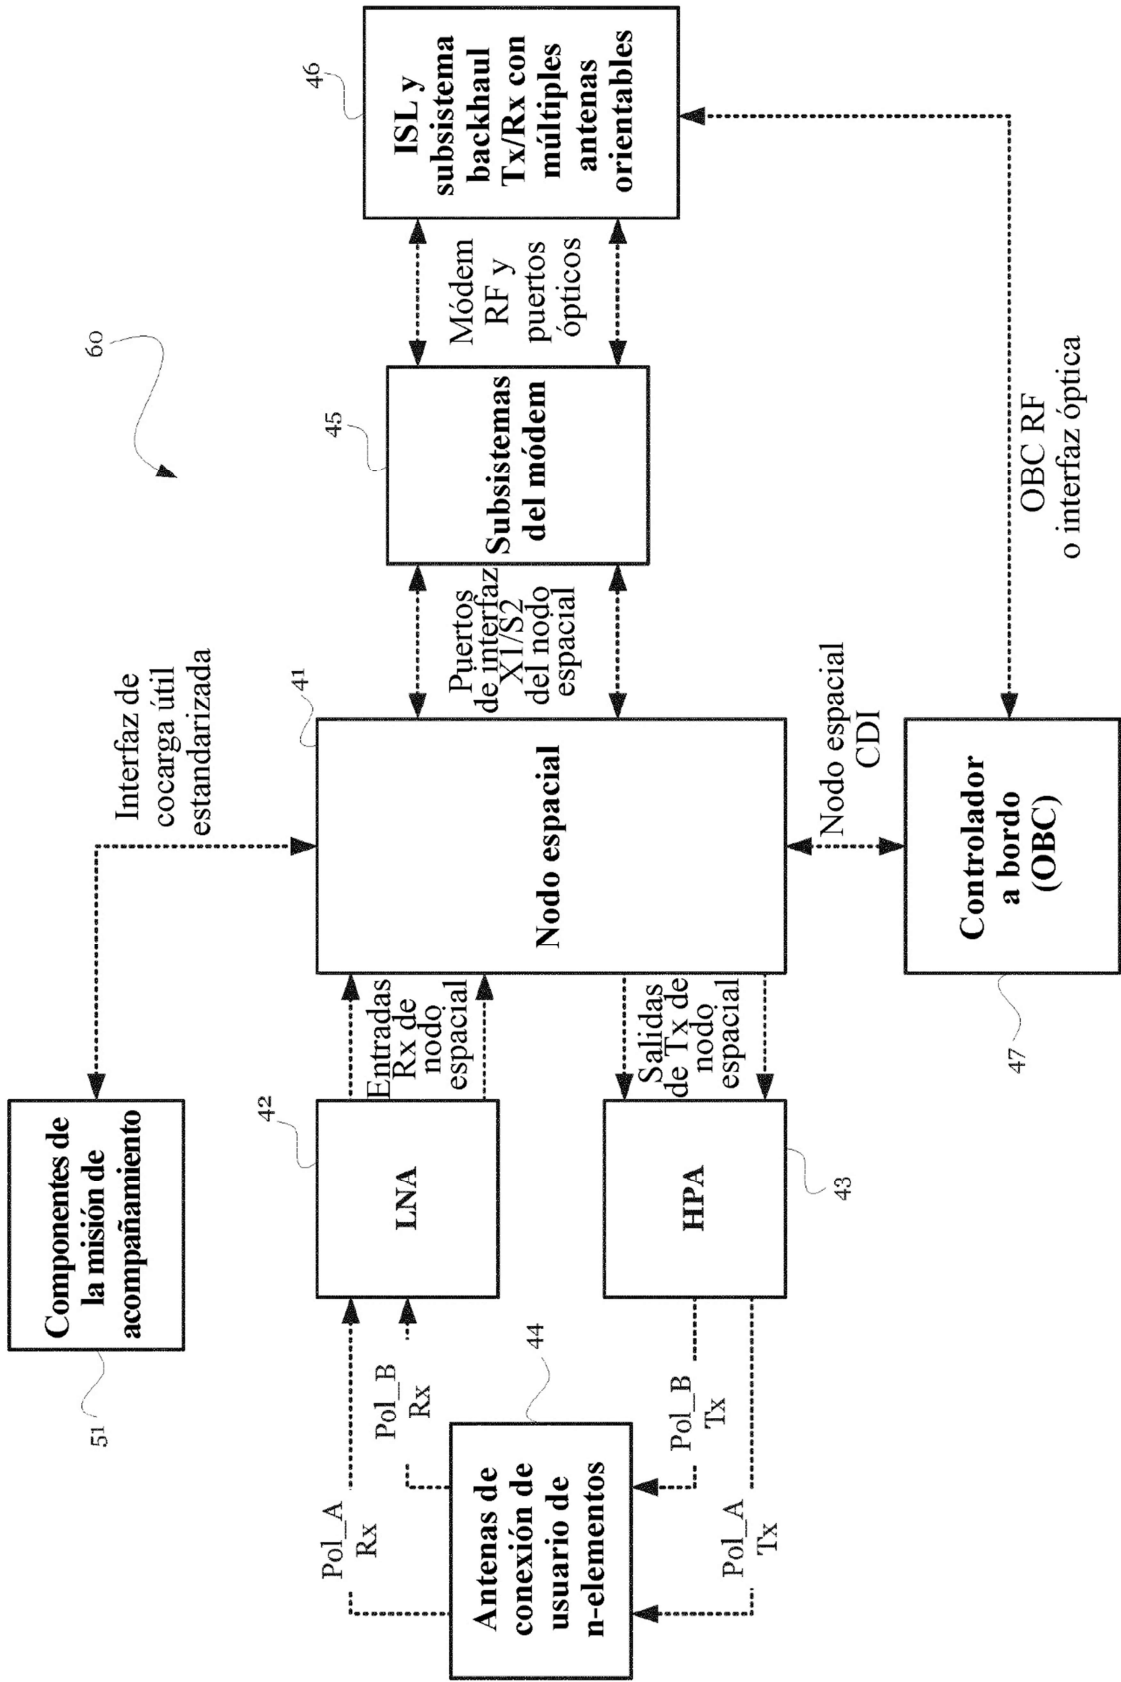 60
51
Componentes de
la misión de
acompañamiento
Interfaz de
cocarga útil
estandarizada
44
Antenas de
conexión de
usuario de
n-elementos
Pol_A
Rx
Pol_B
Rx
Pol_B
Tx
Pol_A
Tx
42
LNA
43
HPA
Entradas
Rx de
nodo
espacial
Salidas
de Tx de
nodo
espacial
41
Nodo espacial
Puertos
de interfaz
X1/S2
del nodo
espacial
45
Subsistemas
del módem
Módem
RF y
puertos
ópticos
46
ISL y
subsistema
backhaul
Tx/Rx con
múltiples
antenas
orientables
Nodo espacial
CDI
47
Controlador
a bordo
(OBC)
OBC RF
o interfaz óptica